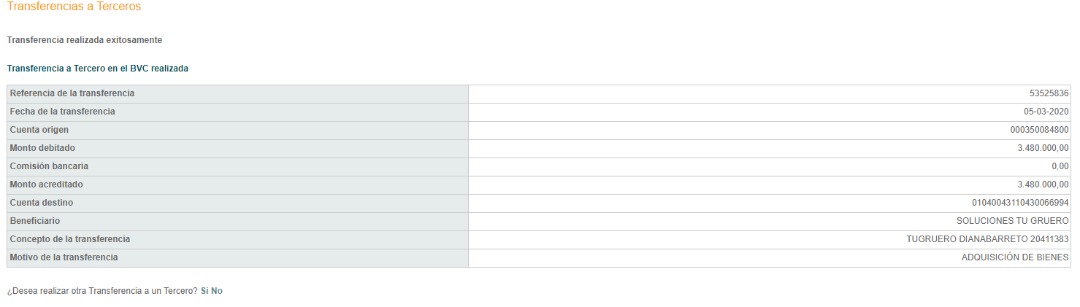 Transferencias a Terceros
Transferencia realizada exitosamente
Transferencia a Tercero en el BVC realizada
Referencia de la transferencia 53525836
Fecha de la transferencia 05-03-2020
Cuenta origen 000350084800
Monto debitado 3.480.000,00
Comisión bancaria 0,00
Monto acreditado 3.480.000,00
Cuenta destino 01040043110430066994
Beneficiario SOLUCIONES TU GRUERO
Concepto de la transferencia TUGRUERO DIANABARRETO 20411383
Motivo de la transferencia ADQUISICIÓN DE BIENES
¿Desea realizar otra Transferencia a un Tercero? Si No